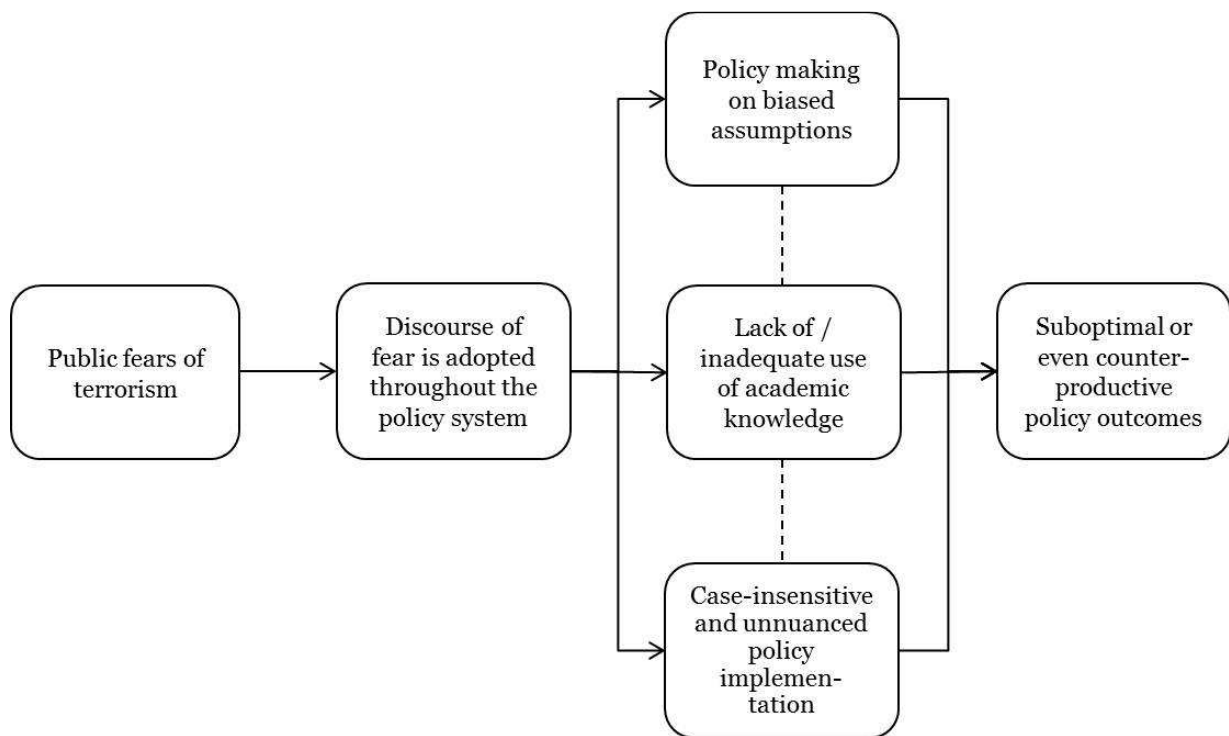 Policy making
on biased
assumptions
Public fears of
terrorism
Discourse of
fear is adopted
throughout the
policy system
Lack of /
inadequate use
of academic
knowledge
Suboptimal or
even counter-
productive
policy outcomes
Case-insensitive
and unnuanced
policy
implemen-
tation